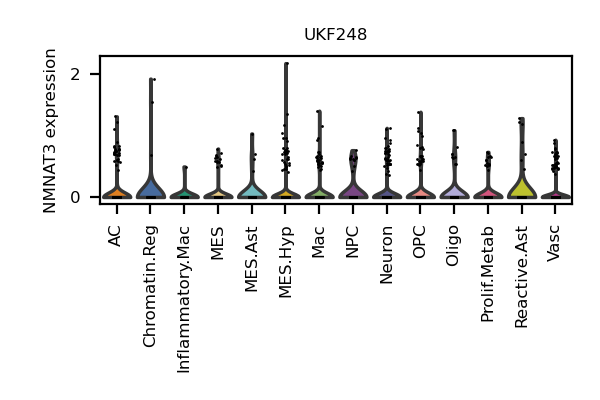 UKF248
NMNAT3 expression
2
0
AC
Chromatin.Reg
Inflammatory.Mac
MES
MES.Ast
MES.Hyp
Mac
NPC
Neuron
OPC
Oligo
Prolif.Metab
Reactive.Ast
Vasc